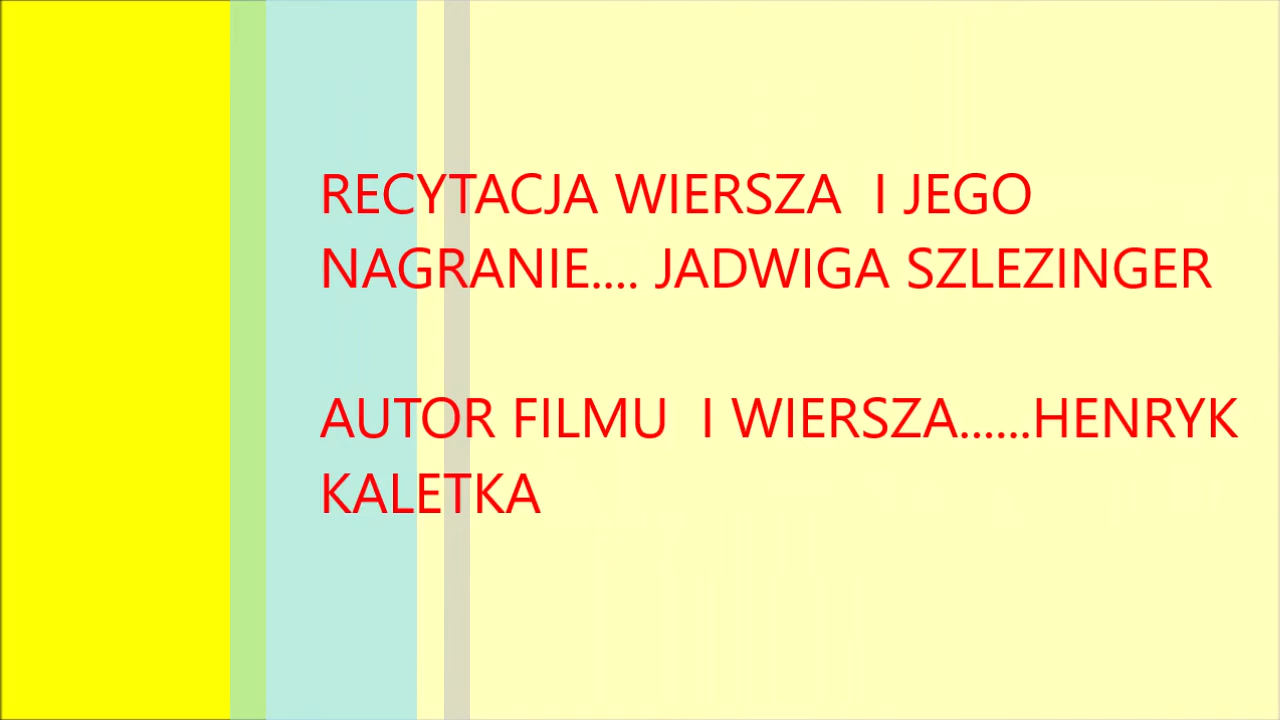 RECYTACJA WIERSZA  I JEGO
NAGRANIE.... JADWIGA SZLEZINGER
AUTOR FILMU  I WIERSZA......HENRYK
KALETKA